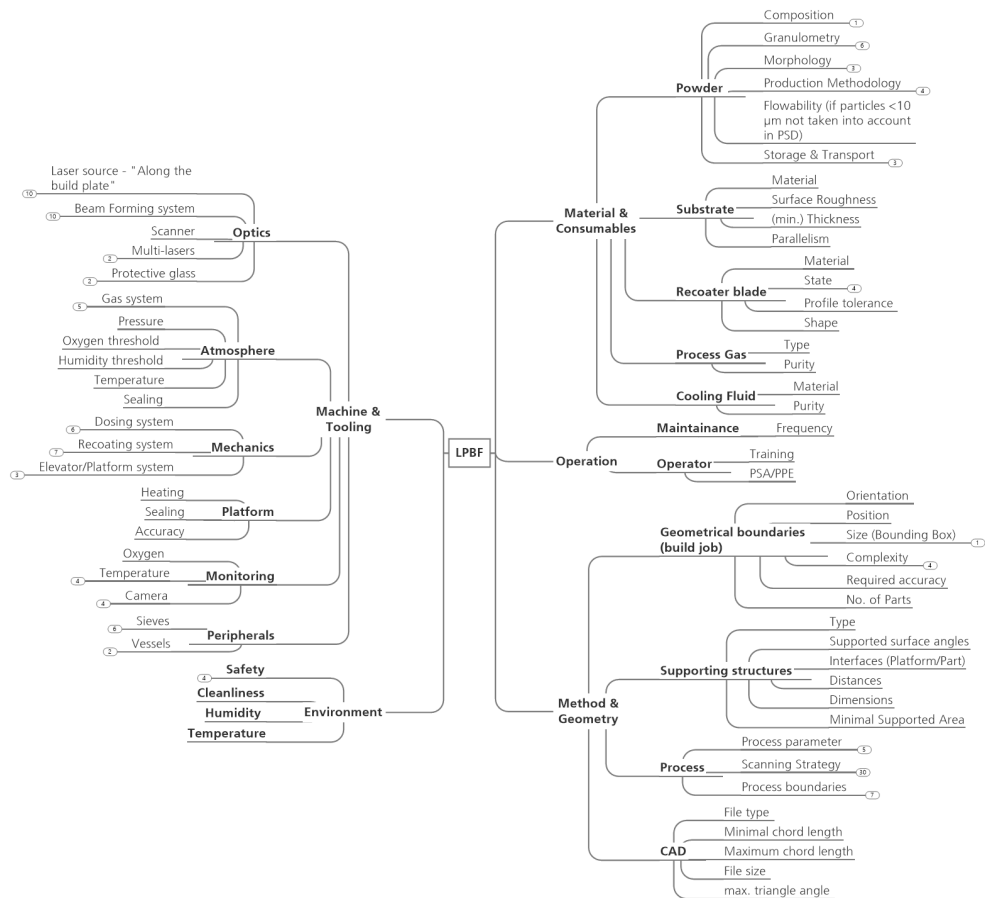 LPBF
Machine &
Tooling
Optics
Laser source - "Along the
build plate"
10
Beam Forming system
10
Scanner
Multi-lasers
2
Protective glass
2
Atmosphere
Gas system
5
Pressure
Oxygen threshold
Humidity threshold
Temperature
Sealing
Mechanics
Dosing system
6
Recoating system
7
Elevator/Platform system
3
Platform
Heating
Sealing
Accuracy
Monitoring
Oxygen
Temperature
4
Camera
4
Peripherals
Sieves
6
Vessels
2
Environment
Safety
4
Cleanliness
Humidity
Temperature
Material &
Consumables
Powder
Composition
1
Granulometry
6
Morphology
3
Production Methodology
4
Flowability (if particles <10
µm not taken into account
in PSD)
Storage & Transport
3
Substrate
Material
Surface Roughness
(min.) Thickness
Parallelism
Recoater blade
Material
State
4
Profile tolerance
Shape
Process Gas
Type
Purity
Cooling Fluid
Material
Purity
Operation
Maintainance
Frequency
Operator
Training
PSA/PPE
Method &
Geometry
Geometrical boundaries
(build job)
Orientation
Position
Size (Bounding Box)
1
Complexity
4
Required accuracy
No. of Parts
Supporting structures
Type
Supported surface angles
Interfaces (Platform/Part)
Distances
Dimensions
Minimal Supported Area
Process
Process parameter
5
Scanning Strategy
30
Process boundaries
7
CAD
File type
Minimal chord length
Maximum chord length
File size
max. triangle angle